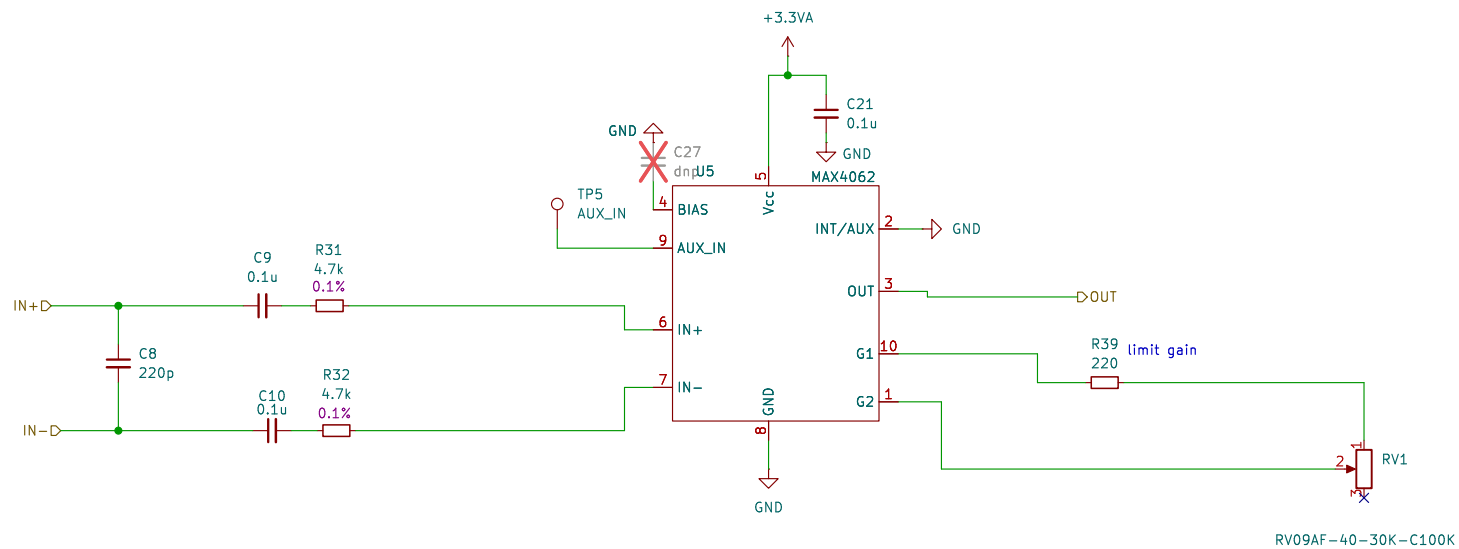 +3.3VA
C21
0.1u
GND
GND
C27
dnp
U5
MAX4062
5
Vcc
4
BIAS
TP5
AUX_IN
9
AUX_IN
INT/AUX
2
GND
C9
0.1u
R31
4.7k
0.1%
IN+
OUT
3
OUT
6
IN+
C8
220p
G1
10
R39
220
limit gain
R32
4.7k
0.1%
7
IN-
C10
0.1u
G2
1
GND
8
IN-
1
2
RV1
3
GND
RV09AF-40-30K-C100K